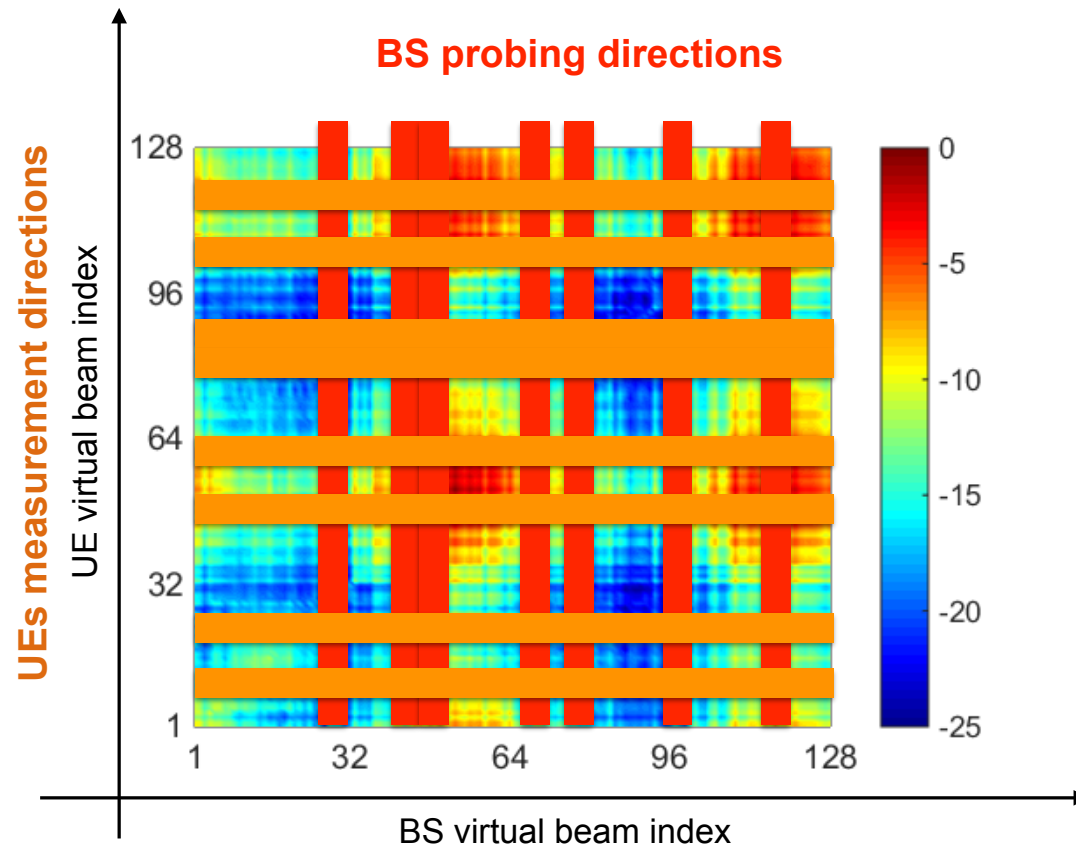 BS probing directions
UEs measurement directions
UE virtual beam index
128
96
64
32
1
1 32 64 96 128
BS virtual beam index
0
-5
-10
-15
-20
-25